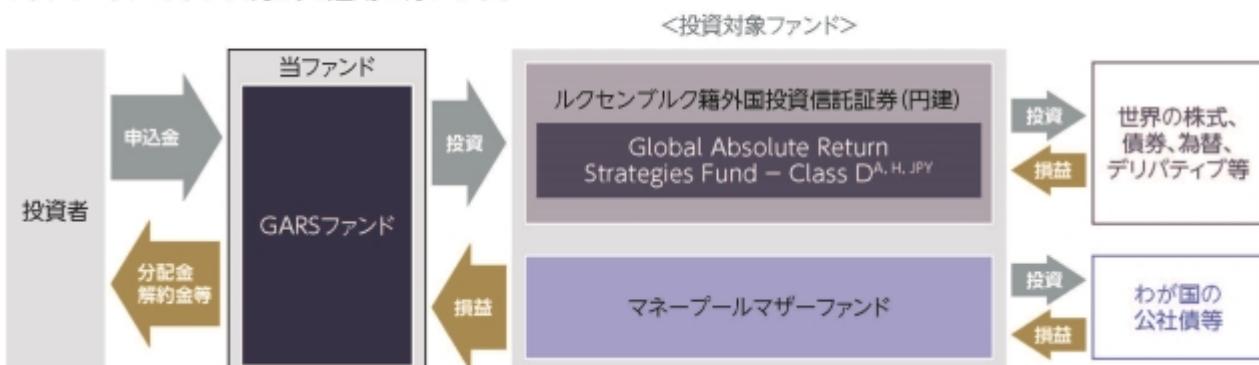 <投資対象ファンド>
投資者
申込金
分配金
解約金等
当ファンド
GARSファンド
投資
損益
ルクセンブルク籍外国投資信託証券(円建)
Global Absolute Return
Strategies Fund – Class D^A, H, JPY
マネープールマザーファンド
投資
損益
世界の株式、
債券、為替、
デリバティブ等
投資
損益
わが国の
公社債等